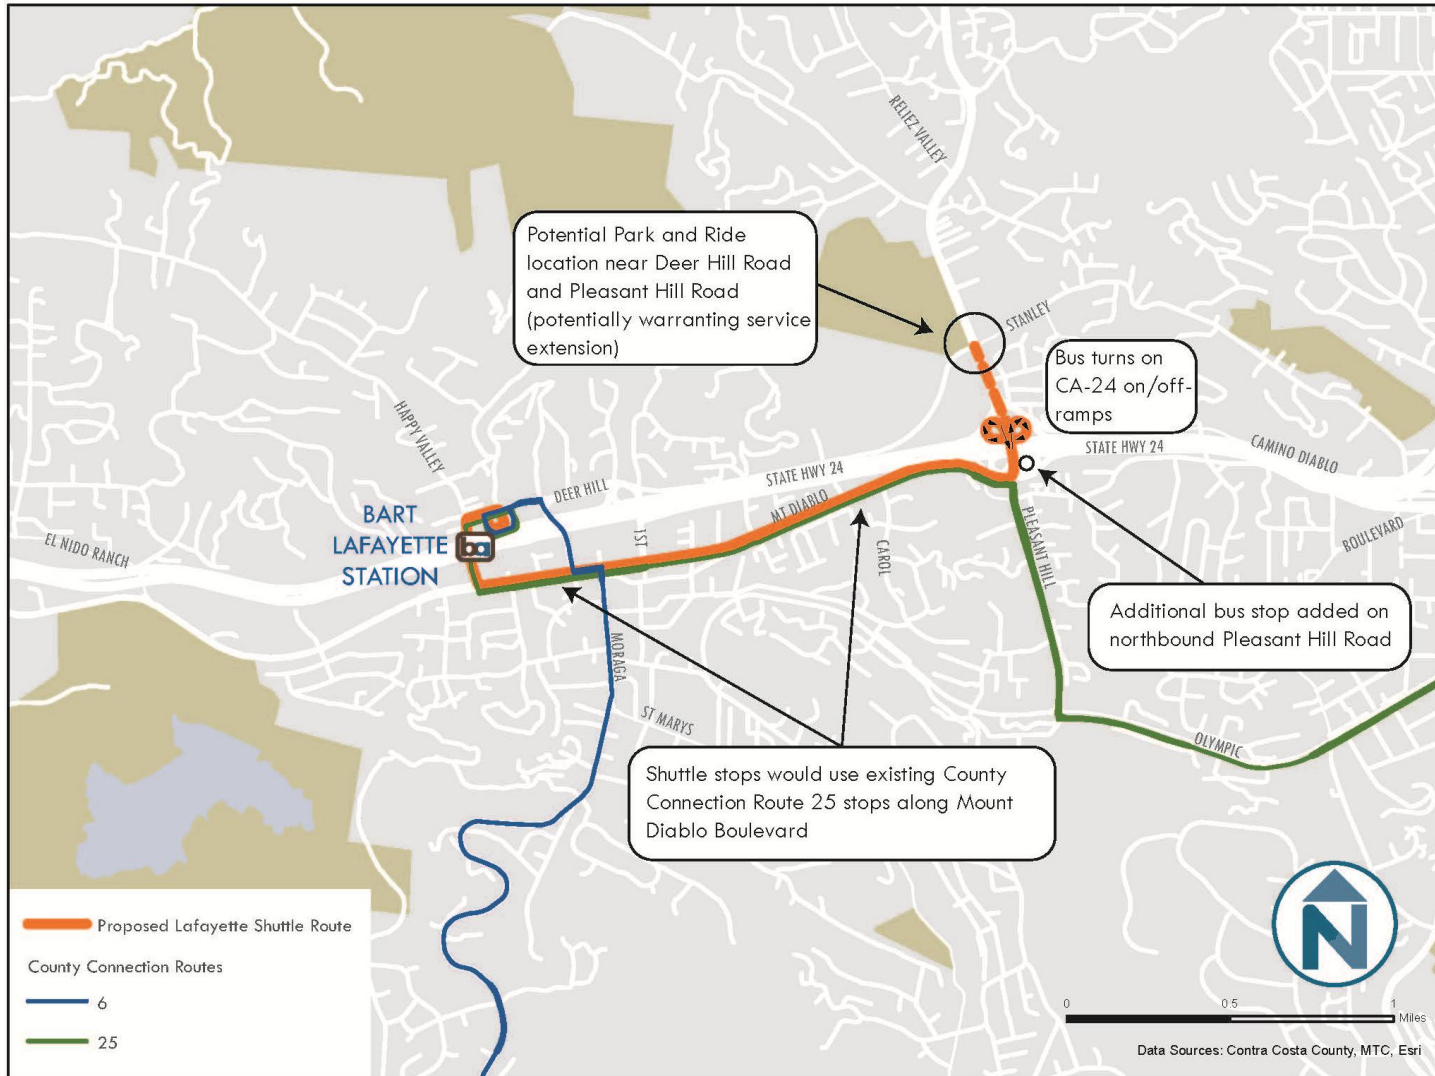 RELIEZ VALLEY
Potential Park and Ride
location near Deer Hill Road
and Pleasant Hill Road
(potentially warranting service
extension)
STANLEY
Bus turns on
CA-24 on/off-
ramps
HAPPY VALLEY
STATE HWY 24
STATE HWY 24
CAMINO DIABLO
DEER HILL
MT DIABLO
BART
LAFAYETTE
STATION
ba
EL NIDO RANCH
1ST
CAROL
PLEASANT HILL
BOULEVARD
Additional bus stop added on
northbound Pleasant Hill Road
MORAGA
ST MARYS
OLYMPIC
Shuttle stops would use existing County
Connection Route 25 stops along Mount
Diablo Boulevard
Proposed Lafayette Shuttle Route
County Connection Routes
6
25
N
0 0.5 1
Miles
Data Sources: Contra Costa County, MTC, Esri